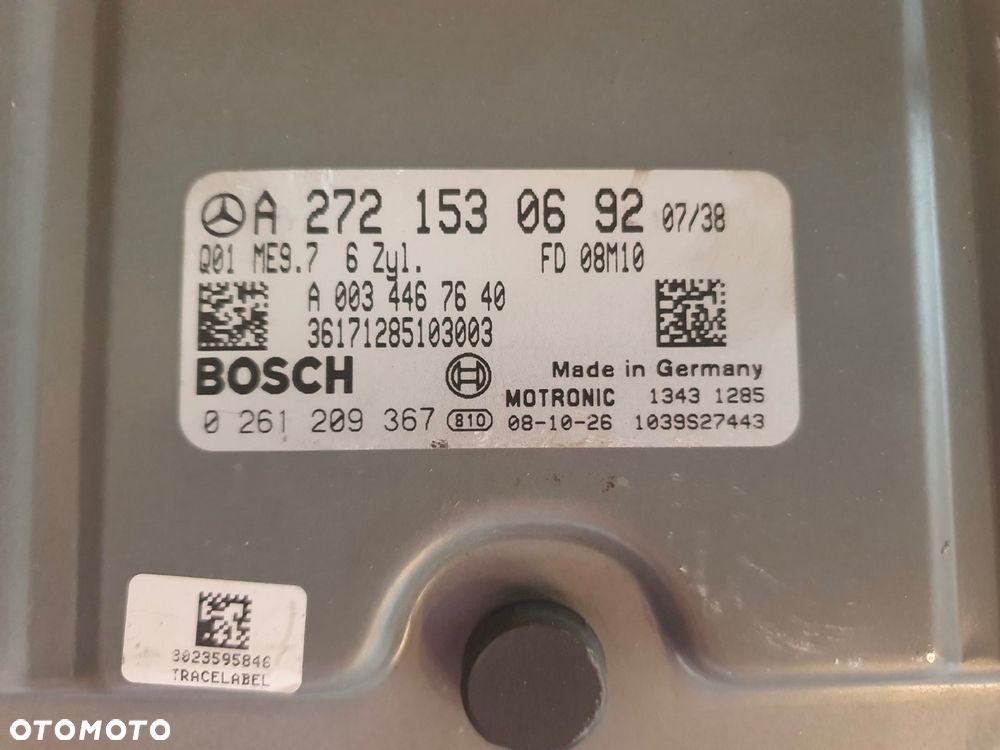 A 272 153 06 92 07/38
Q01 ME9.7 6 Zyl. FD 08M10
A 003 446 76 40
36171285103003
BOSCH Made in Germany
MOTRONIC 1343 1285
0 261 209 367 810 08-10-26 1039S27443
3023595846
TRACELABEL
OTOMOTO